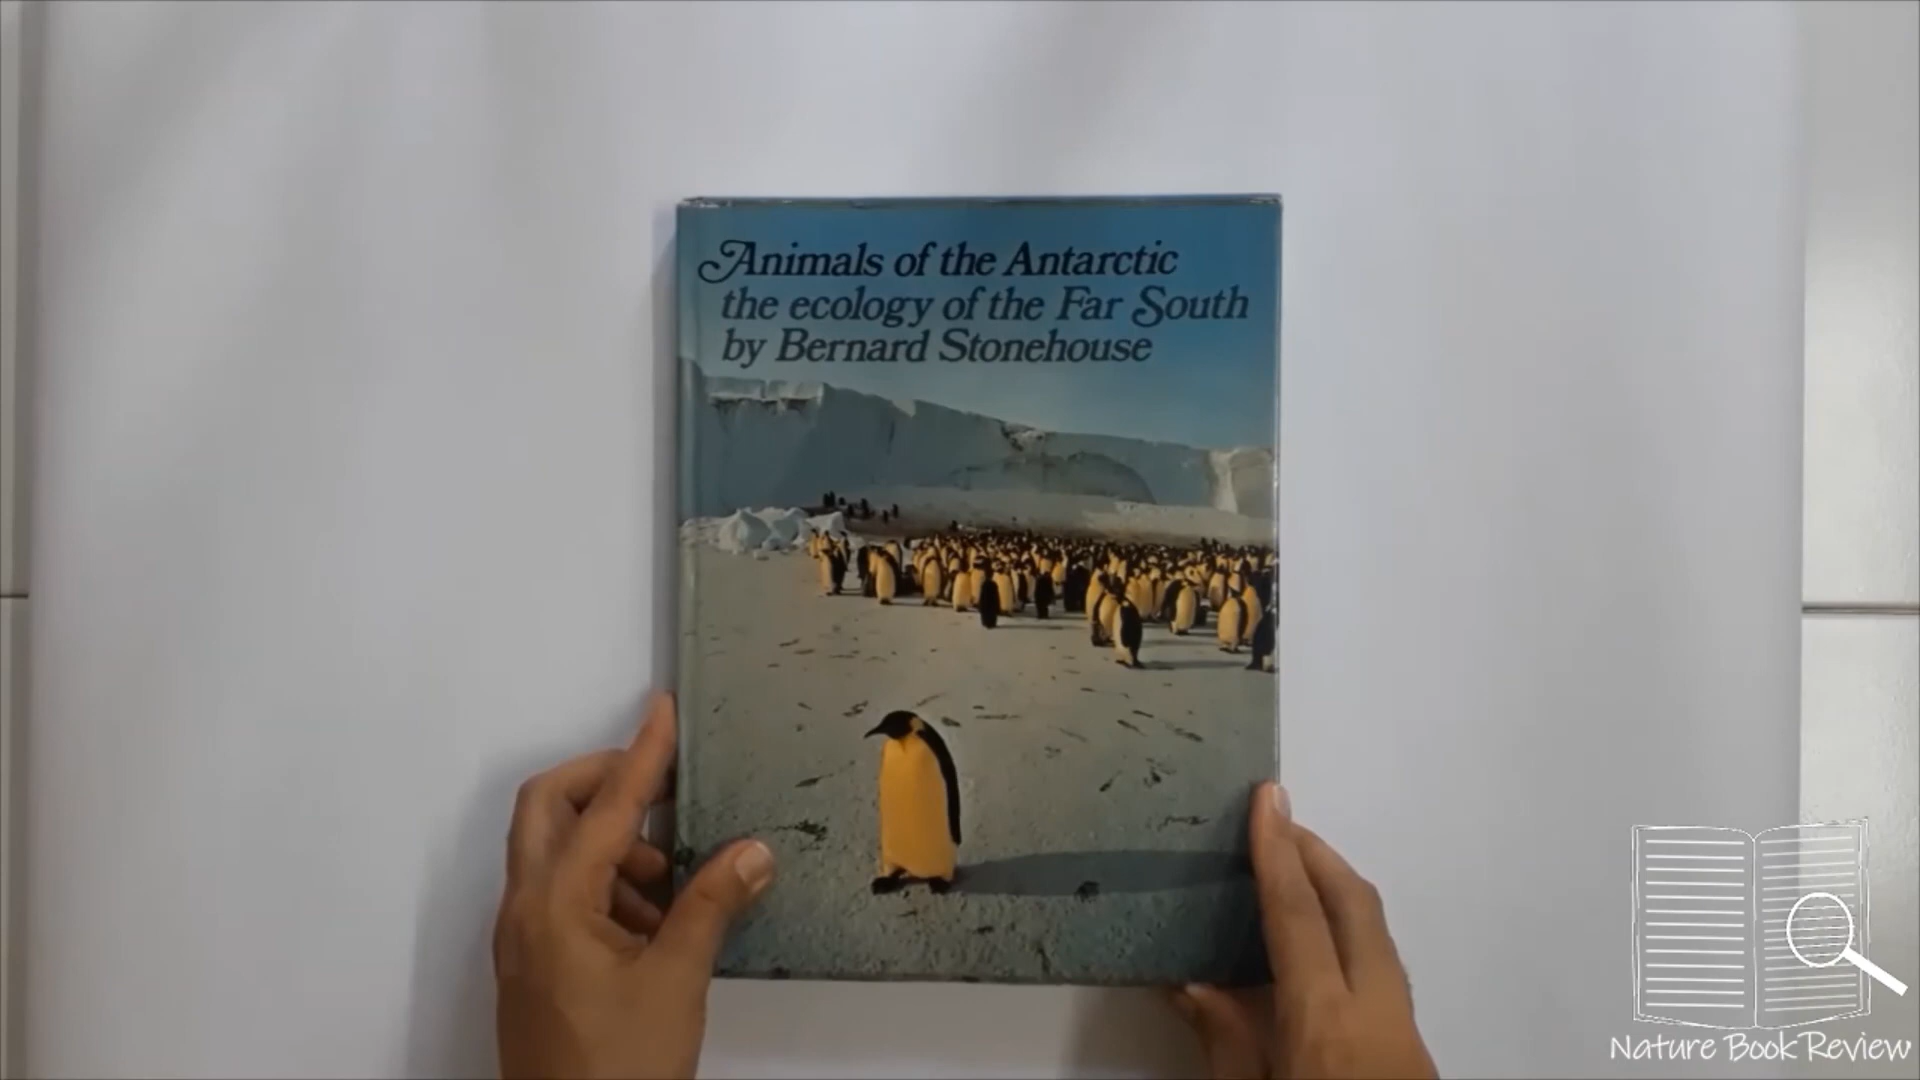 Animals of the Antarctic
the ecology of the Far South
by Bernard Stonehouse
Nature Book Review